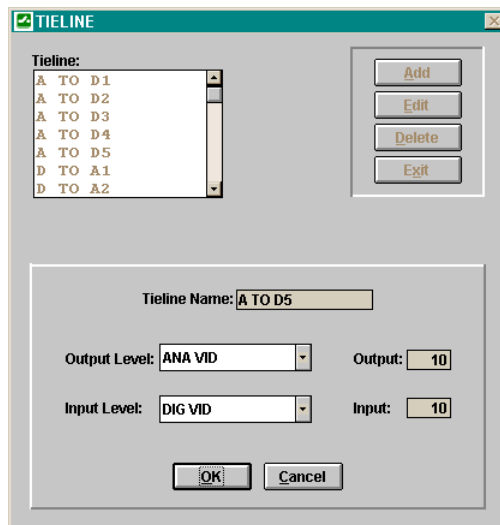 TIELINE
Tieline:
A TO D1
A TO D2
A TO D3
A TO D4
A TO D5
D TO A1
D TO A2
Add
Edit
Delete
Exit
Tieline Name: A TO D5
Output Level: ANA VID Output: 10
Input Level: DIG VID Input: 10
OK Cancel